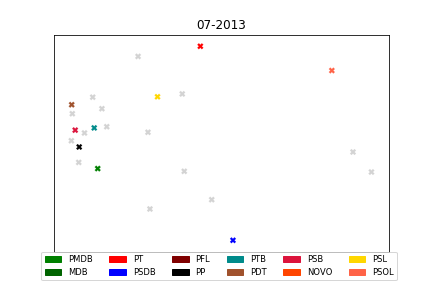 07-2013
PMDB PT PFL PTB PSB PSL
MDB PSDB PP PDT NOVO PSOL